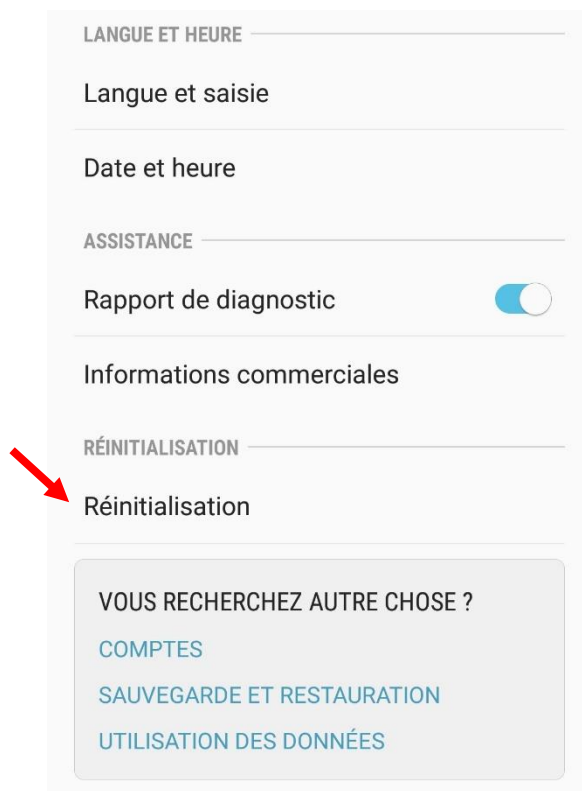 LANGUE ET HEURE
Langue et saisie
Date et heure
ASSISTANCE
Rapport de diagnostic
Informations commerciales
RÉINITIALISATION
Réinitialisation
VOUS RECHERCHEZ AUTRE CHOSE ?
COMPTES
SAUVEGARDE ET RESTAURATION
UTILISATION DES DONNÉES